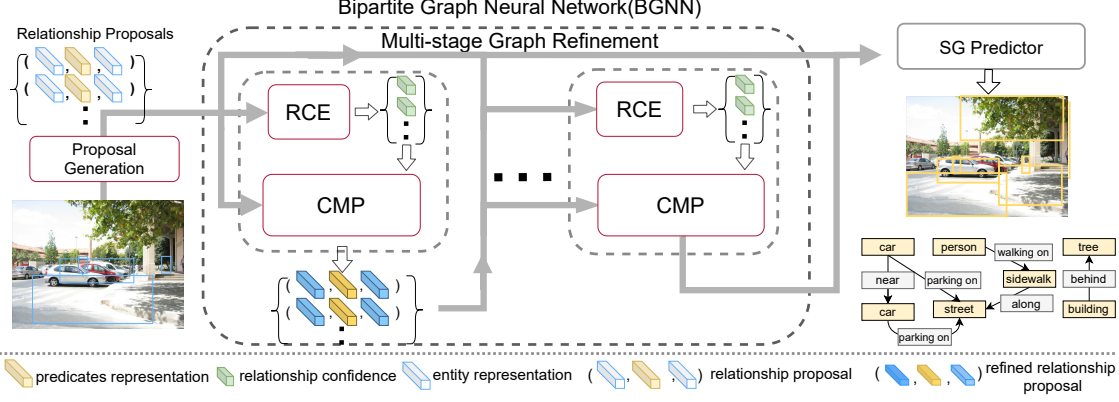 Bipartite Graph Neural Network(BGNN)
Relationship Proposals
Multi-stage Graph Refinement
SG Predictor
( , , )
( , , )
RCE
RCE
Proposal
Generation
CMP
CMP
( , , )
( , , )
car
person
tree
walking on
near
parking on
sidewalk
behind
car
street
along
building
parking on
predicates representation
relationship confidence
entity representation
( , , ) relationship proposal
( , , ) refined relationship
proposal